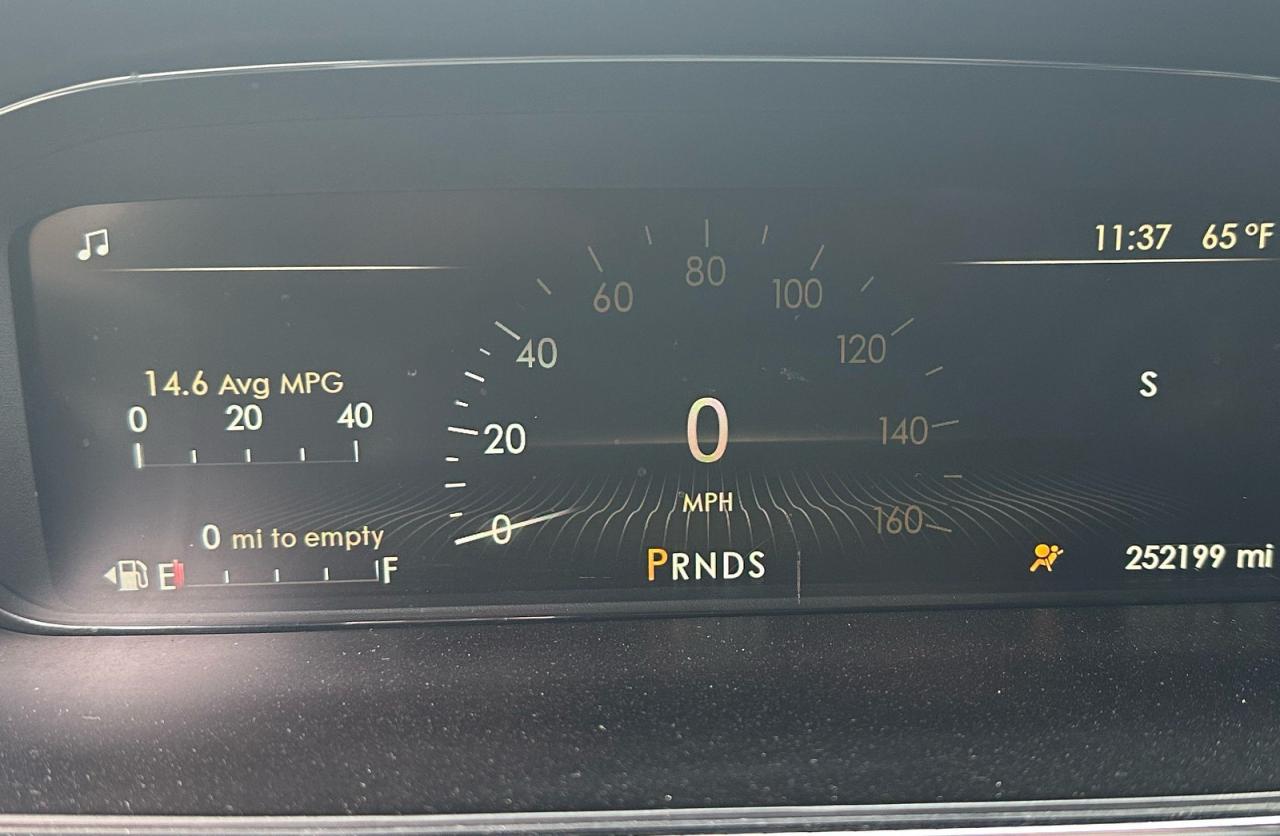 11:37 65 °F
60 80 100
40 120
14.6 Avg MPG
0 20 40
S
20 0 140
MPH
0 160
0 mi to empty
E F
PRNDS
252199 mi